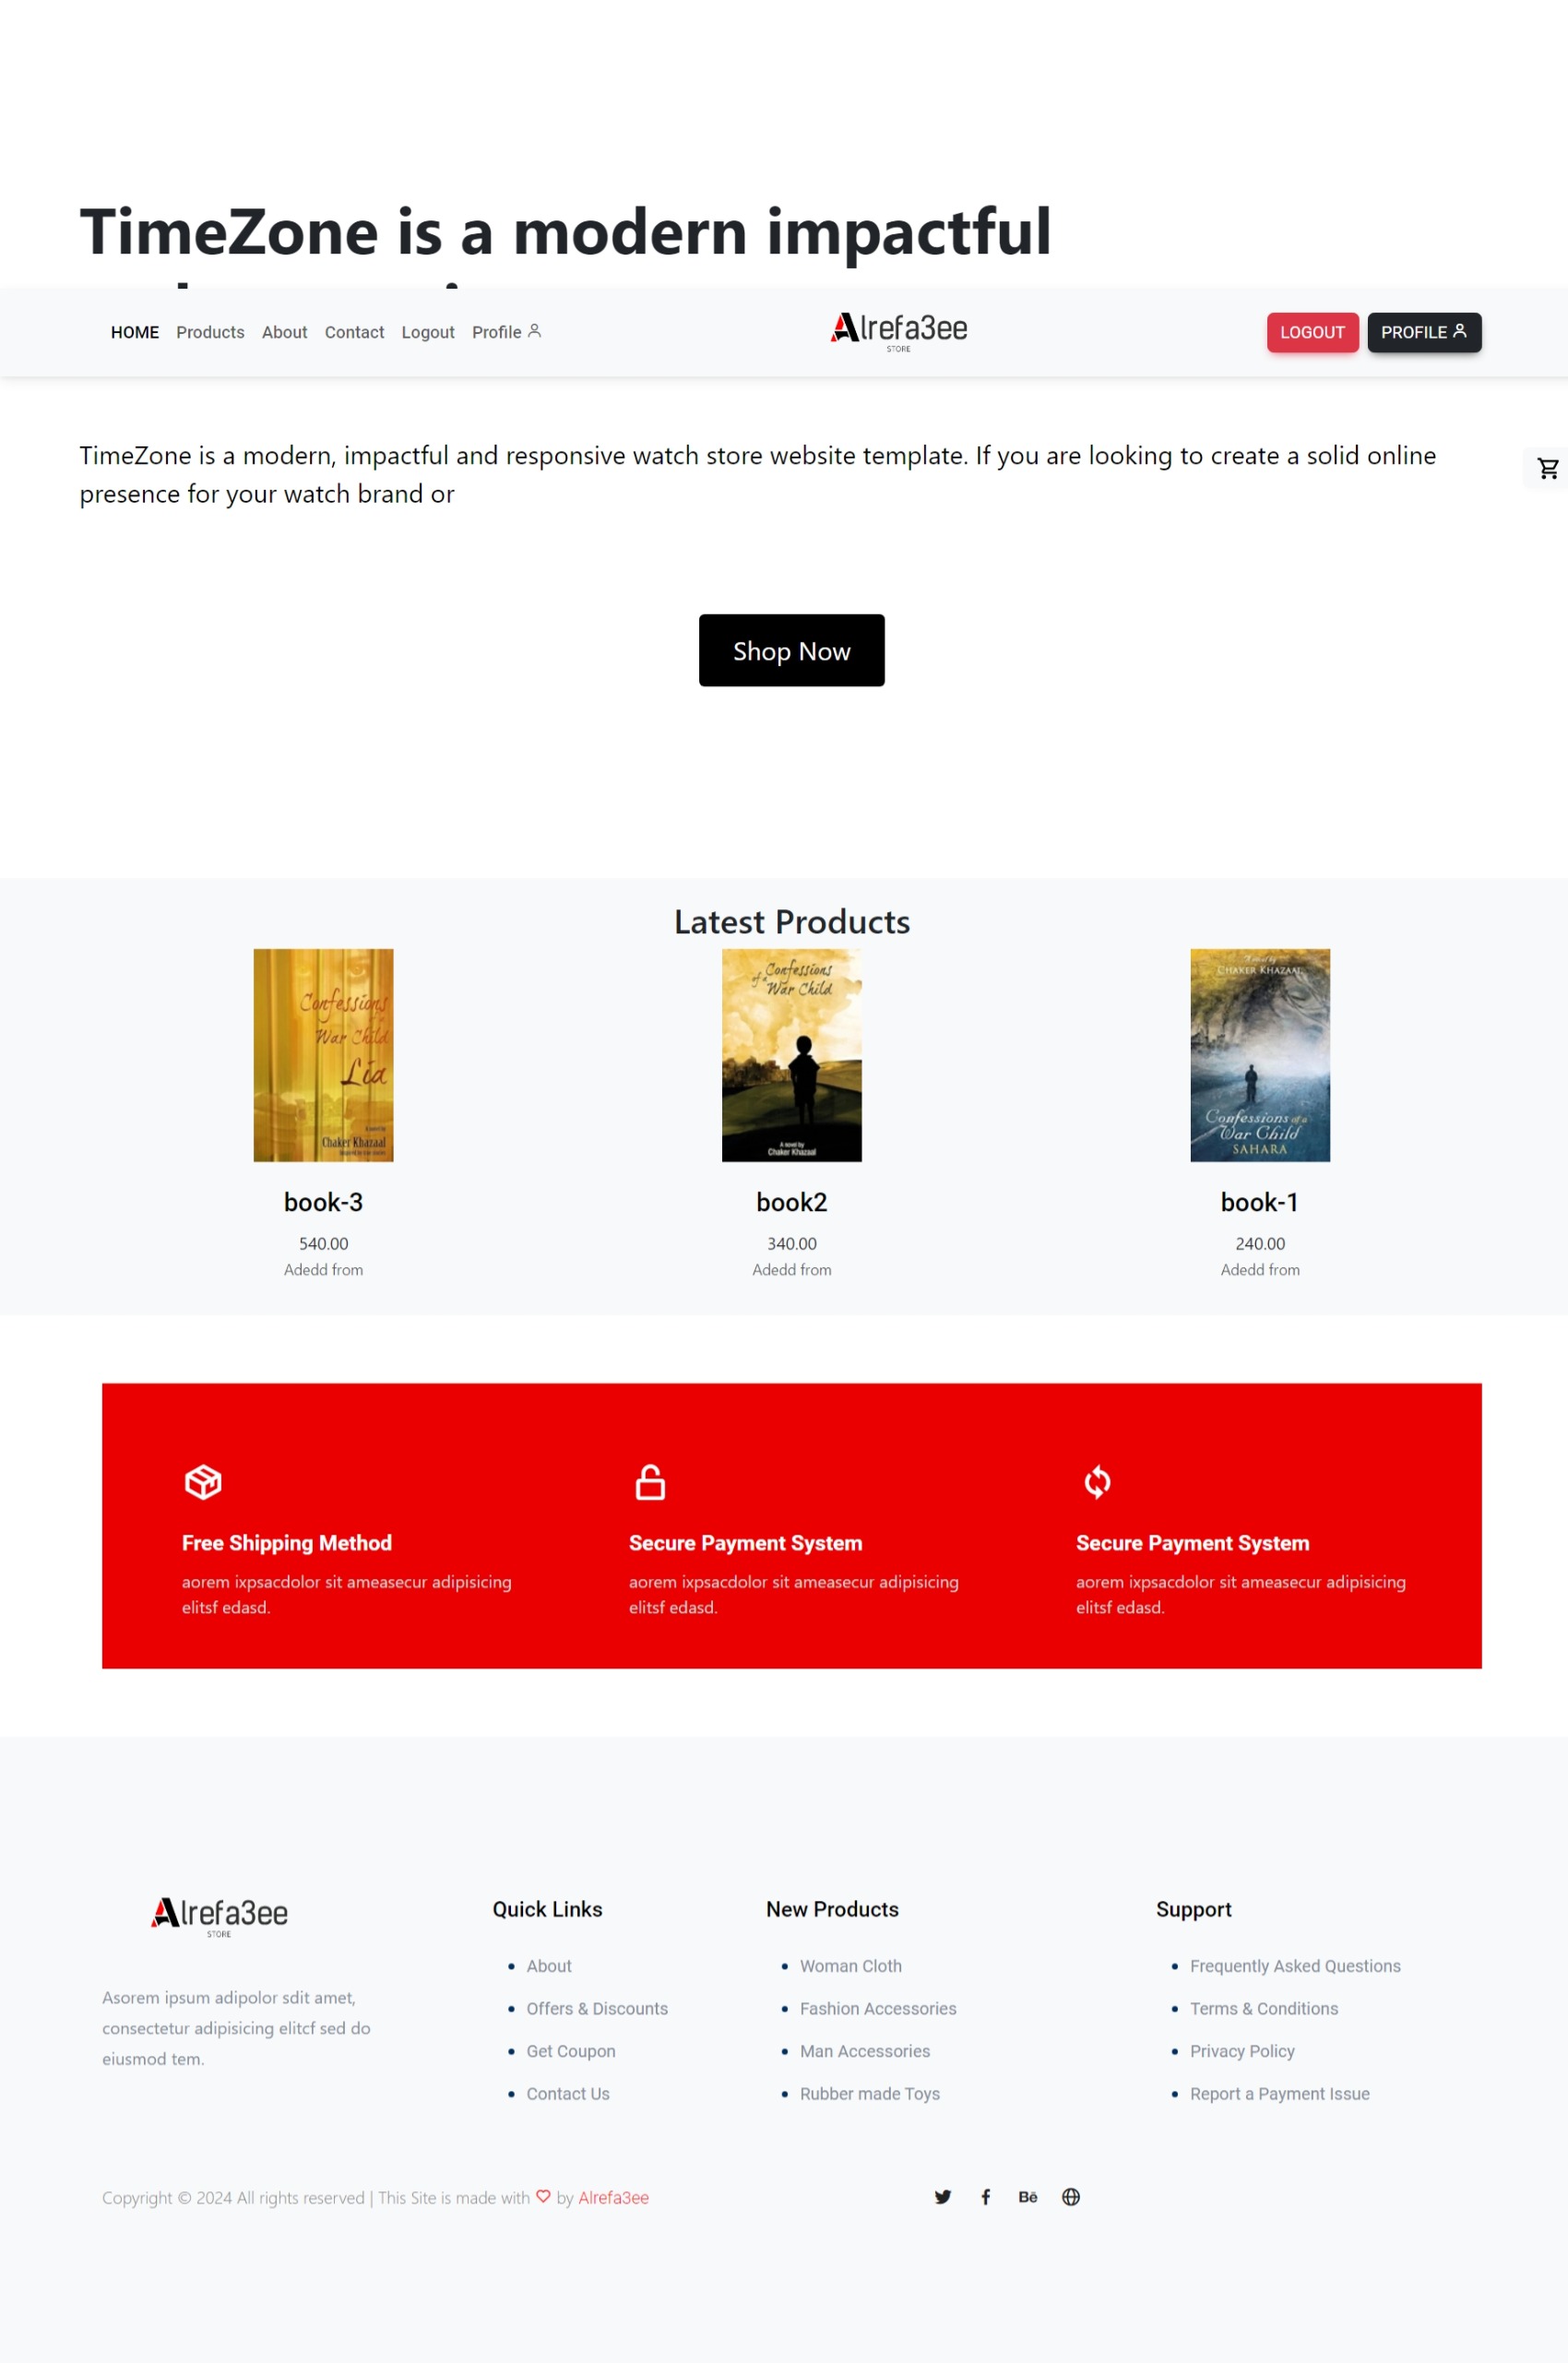 TimeZone is a modern impactful
HOME Products About Contact Logout Profile
Alrefa3ee
STORE
LOGOUT PROFILE
TimeZone is a modern, impactful and responsive watch store website template. If you are looking to create a solid online
presence for your watch brand or
Shop Now
Latest Products
Confessions
of a
War Child
Lia
a novel by
Chaker Khazaal
Inspired by true stories
book-3
540.00
Adedd from
Confessions
of a War Child
A novel by
Chaker Khazaal
book2
340.00
Adedd from
A novel by
CHAKER KHAZAAL
Confessions of a
War Child
SAHARA
book-1
240.00
Adedd from
Free Shipping Method
aorem ixpsacdolor sit ameasecur adipisicing
elitsf edasd.
Secure Payment System
aorem ixpsacdolor sit ameasecur adipisicing
elitsf edasd.
Secure Payment System
aorem ixpsacdolor sit ameasecur adipisicing
elitsf edasd.
Alrefa3ee
STORE
Asorem ipsum adipolor sdit amet,
consectetur adipisicing elitcf sed do
eiusmod tem.
Quick Links
About
Offers & Discounts
Get Coupon
Contact Us
New Products
Woman Cloth
Fashion Accessories
Man Accessories
Rubber made Toys
Support
Frequently Asked Questions
Terms & Conditions
Privacy Policy
Report a Payment Issue
Copyright © 2024 All rights reserved | This Site is made with ♡ by Alrefa3ee
Bē